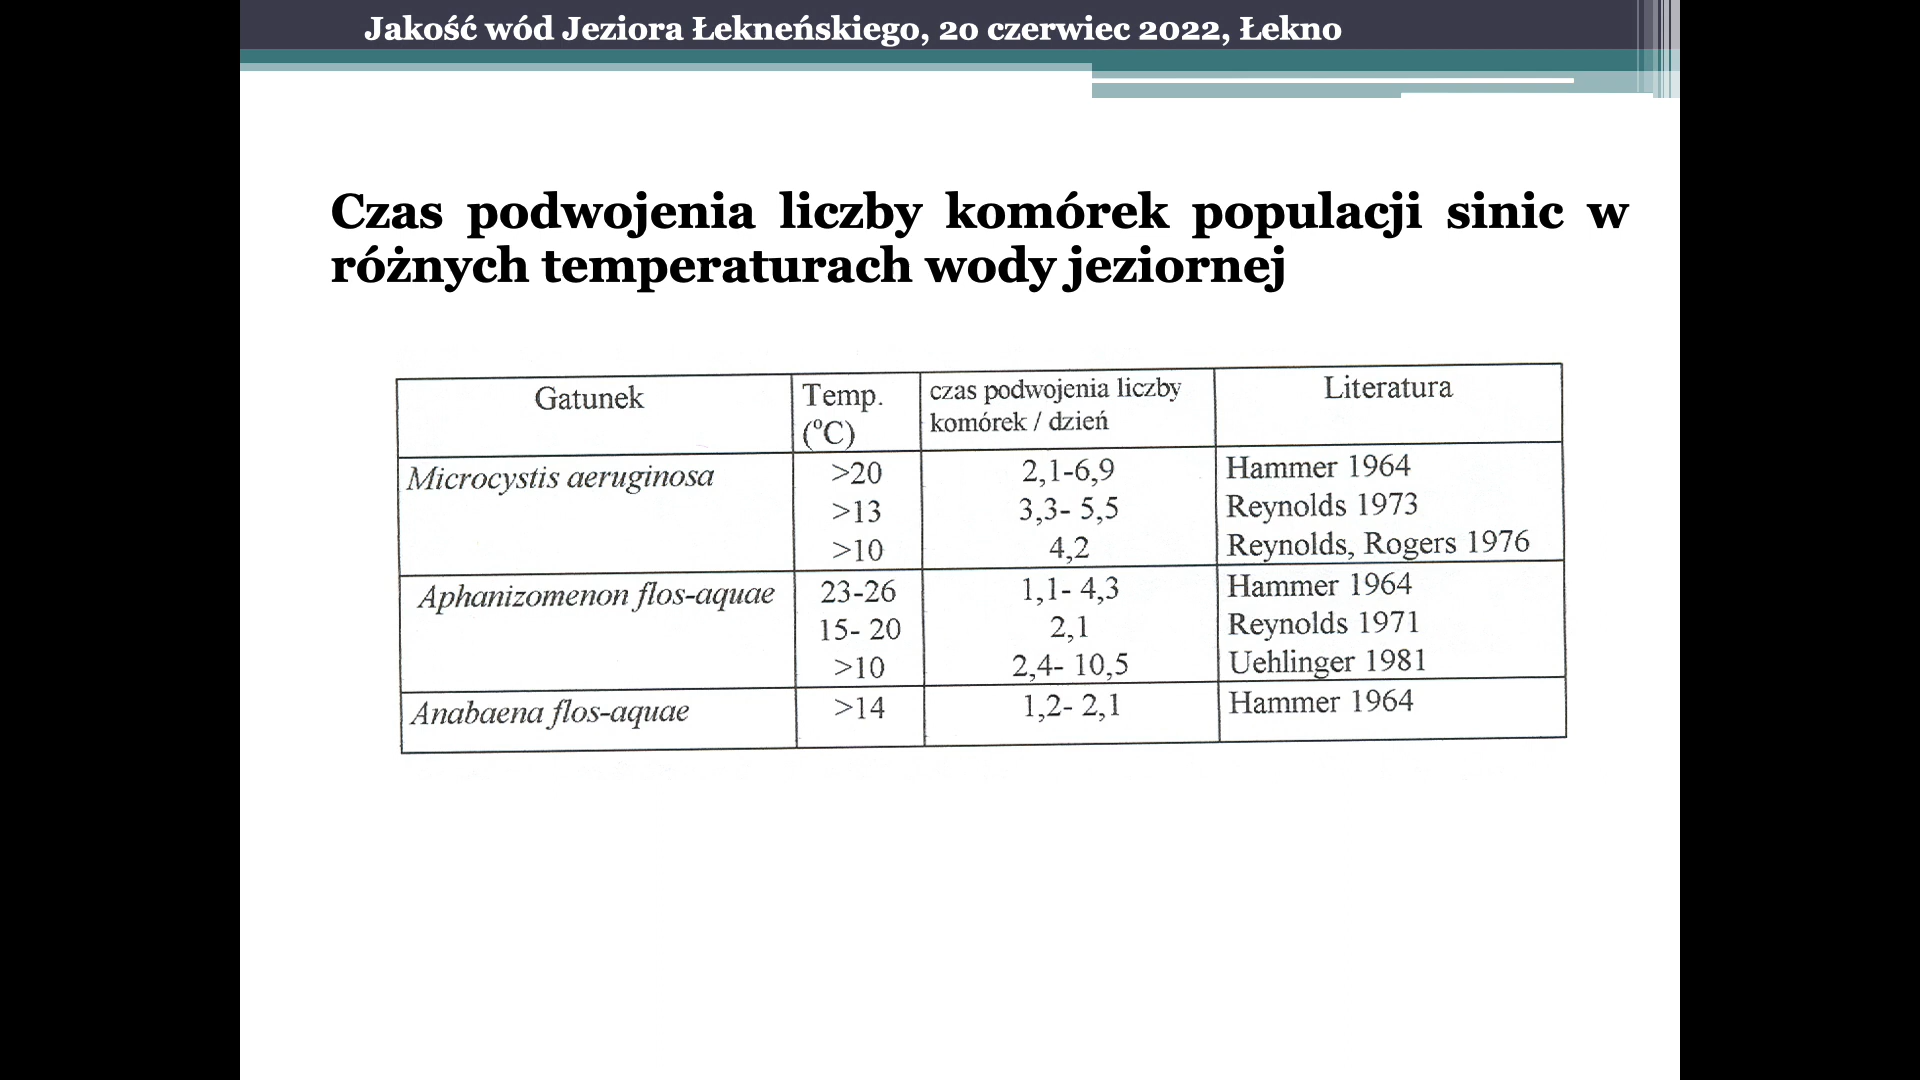 Jakość wód Jeziora Łekneńskiego, 20 czerwiec 2022, Łekno
Czas podwojenia liczby komórek populacji sinic w
różnych temperaturach wody jeziornej
Gatunek Temp. (ºC) czas podwojenia liczby komórek / dzień Literatura
Microcystis aeruginosa >20 2,1-6,9 Hammer 1964
>13 3,3- 5,5 Reynolds 1973
>10 4,2 Reynolds, Rogers 1976
Aphanizomenon flos-aquae 23-26 1,1- 4,3 Hammer 1964
15- 20 2,1 Reynolds 1971
>10 2,4- 10,5 Uehlinger 1981
Anabaena flos-aquae >14 1,2- 2,1 Hammer 1964